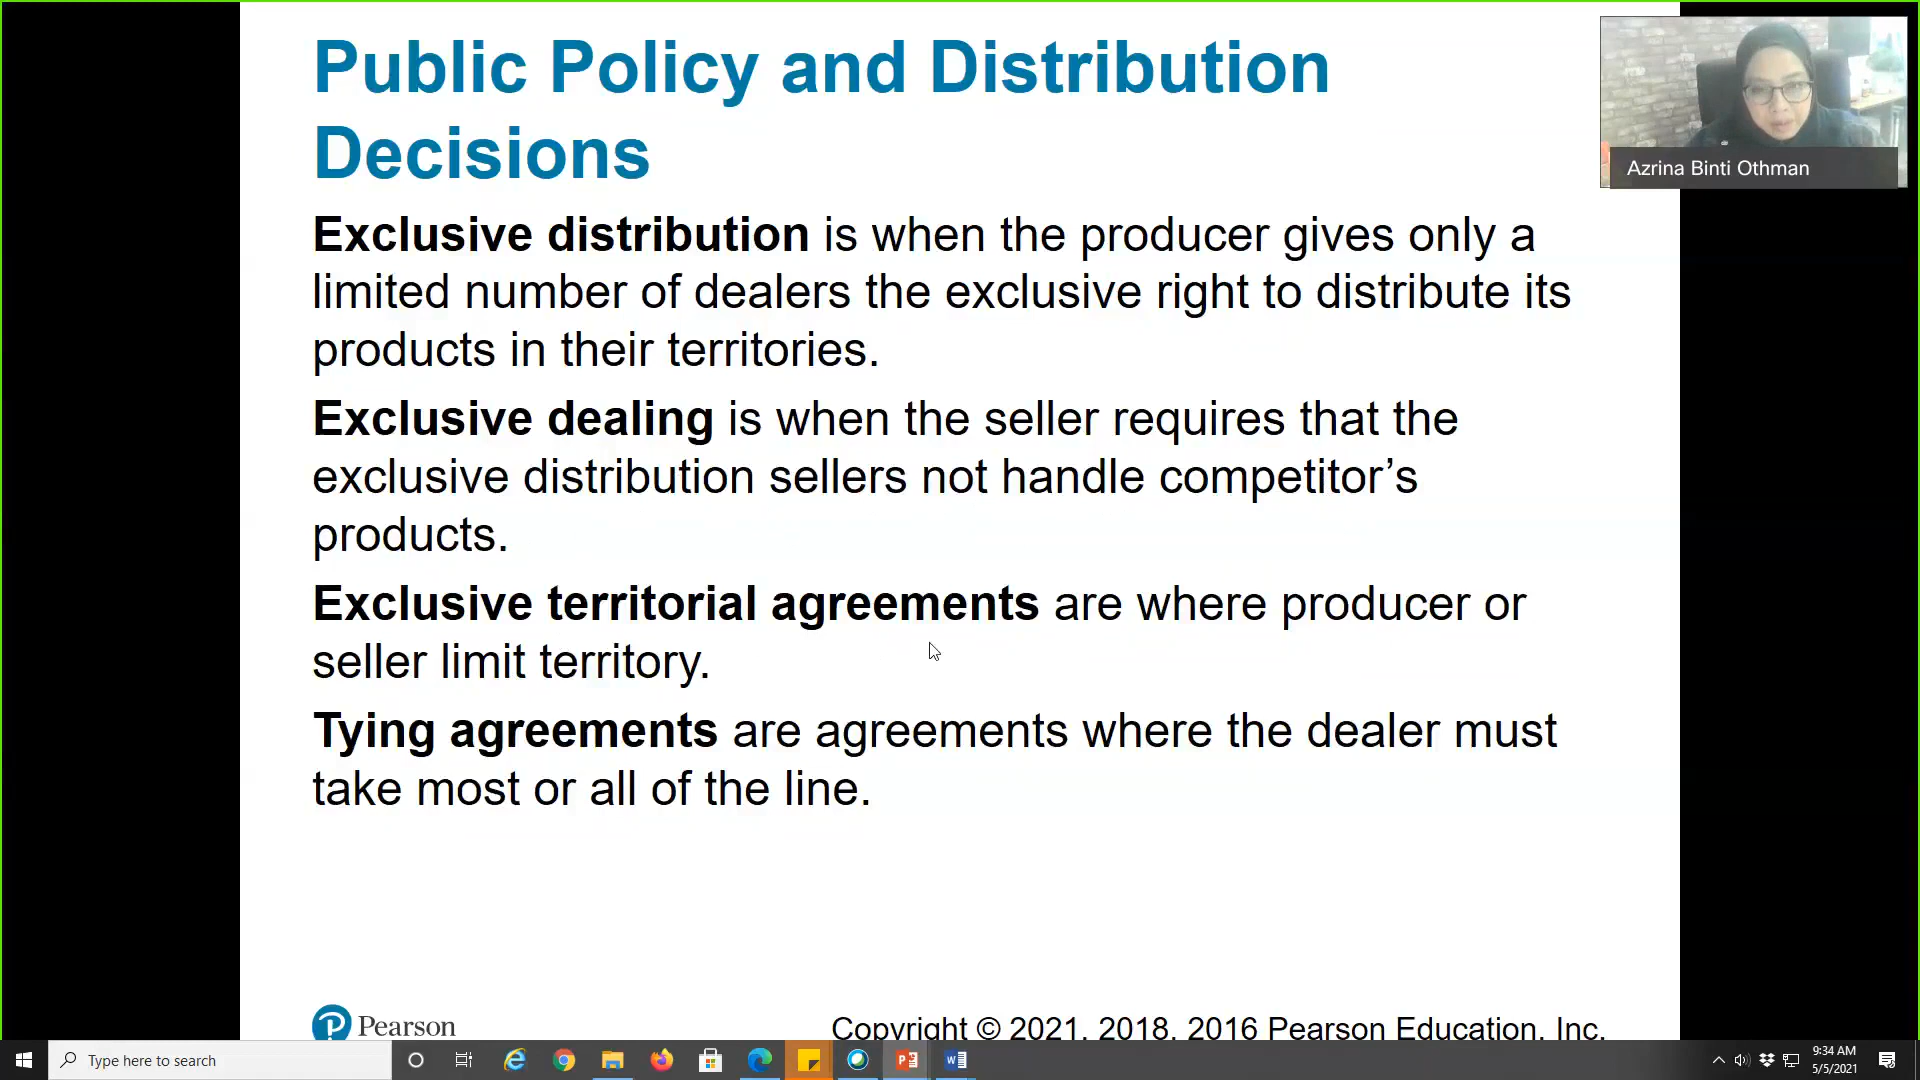 Public Policy and Distribution
Decisions
Azrina Binti Othman
Exclusive distribution is when the producer gives only a
limited number of dealers the exclusive right to distribute its
products in their territories.
Exclusive dealing is when the seller requires that the
exclusive distribution sellers not handle competitor’s
products.
Exclusive territorial agreements are where producer or
seller limit territory.
Tying agreements are agreements where the dealer must
take most or all of the line.
P Pearson
Copyright © 2021, 2018, 2016 Pearson Education, Inc.
Type here to search
9:34 AM
5/5/2021